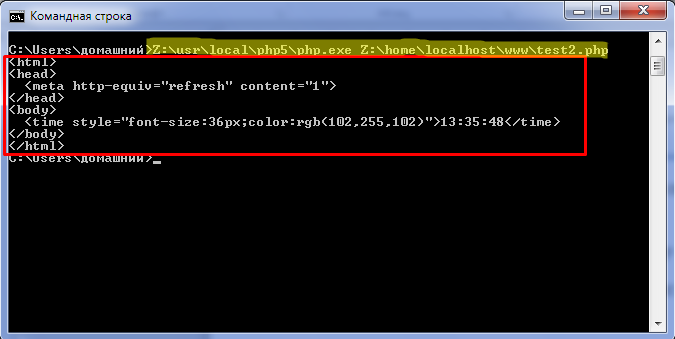 Командная строка
C:\Users\домашний>Z:\usr\local\php5\php.exe Z:\home\localhost\www\test2.php
<html>
<head>
  <meta http-equiv="refresh" content="1">
</head>
<body>
  <time style="font-size:36px;color:rgb(102,255,102)">13:35:48</time>
</body>
</html>
C:\Users\домашний>_